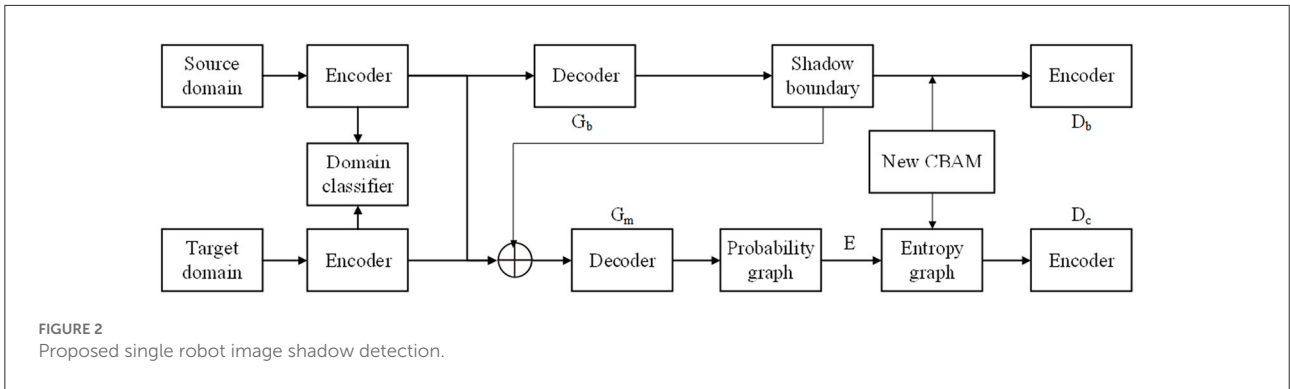 Source
domain
Encoder
Decoder
Shadow
boundary
Encoder
G_b
D_b
Domain
classifier
New CBAM
Target
domain
Encoder
G_m
Decoder
Probability
graph
E
Entropy
graph
D_c
Encoder
FIGURE 2
Proposed single robot image shadow detection.